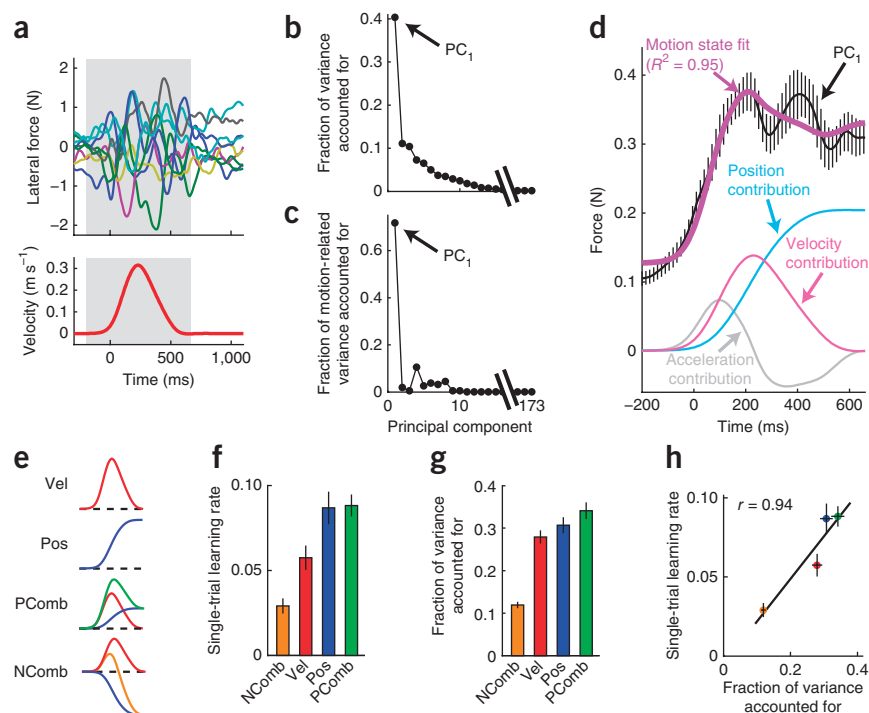 a
Lateral force (N)
2
1
0
−1
−2
Velocity (m s−1)
0.3
0.2
0.1
0
0
500
1,000
Time (ms)
b
Fraction of variance
accounted for
0.4
0.3
0.2
0.1
0
PC1
c
Fraction of motion-related
variance accounted for
0.6
0.4
0.2
0
PC1
0
10
173
Principal component
d
Motion state fit
(R2 = 0.95)
PC1
Force (N)
0.4
0.3
0.2
0.1
0
Position
contribution
Velocity
contribution
Acceleration
contribution
−200
0
200
400
600
Time (ms)
e
Vel
Pos
PComb
NComb
f
Single-trial learning rate
0.10
0.05
0
NComb
Vel
Pos
PComb
g
Fraction of variance
accounted for
0.4
0.3
0.2
0.1
0
NComb
Vel
Pos
PComb
h
Single-trial learning rate
0.10
0.05
0
r = 0.94
0
0.2
0.4
Fraction of variance
accounted for